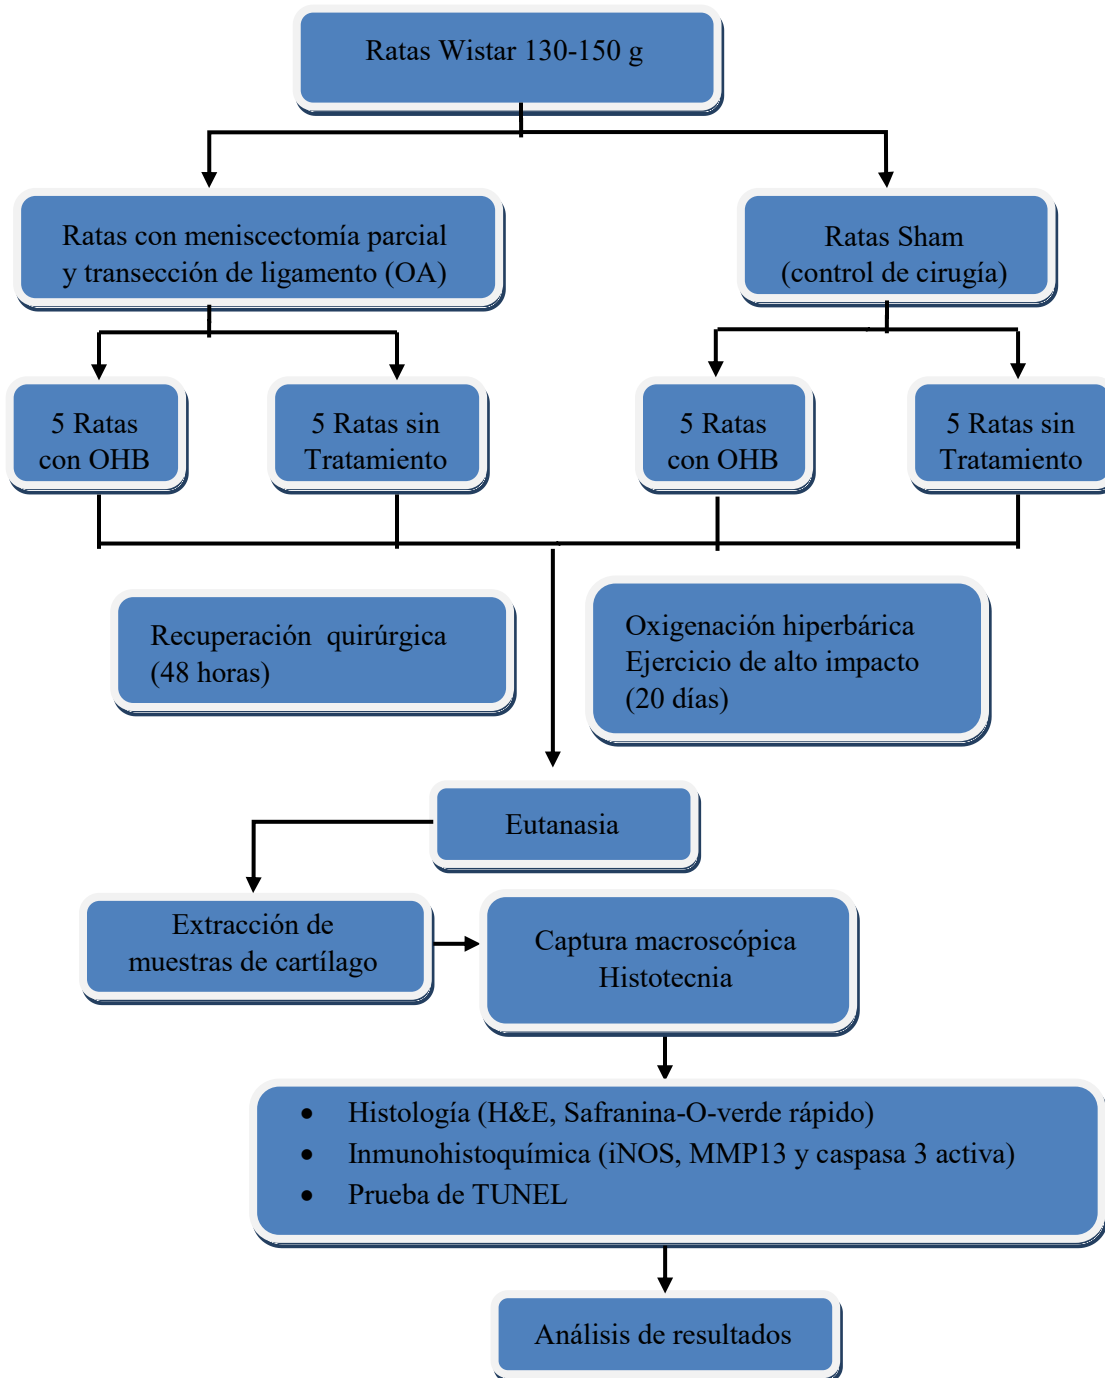 Ratas Wistar 130-150 g
Ratas con meniscectomía parcial
y transección de ligamento (OA)
Ratas Sham
(control de cirugía)
5 Ratas
con OHB
5 Ratas sin
Tratamiento
5 Ratas
con OHB
5 Ratas sin
Tratamiento
Recuperación quirúrgica
(48 horas)
Oxigenación hiperbárica
Ejercicio de alto impacto
(20 días)
Eutanasia
Extracción de
muestras de cartílago
Captura macroscópica
Histotecnia
• Histología (H&E, Safranina-O-verde rápido)
• Inmunohistoquímica (iNOS, MMP13 y caspasa 3 activa)
• Prueba de TUNEL
Análisis de resultados